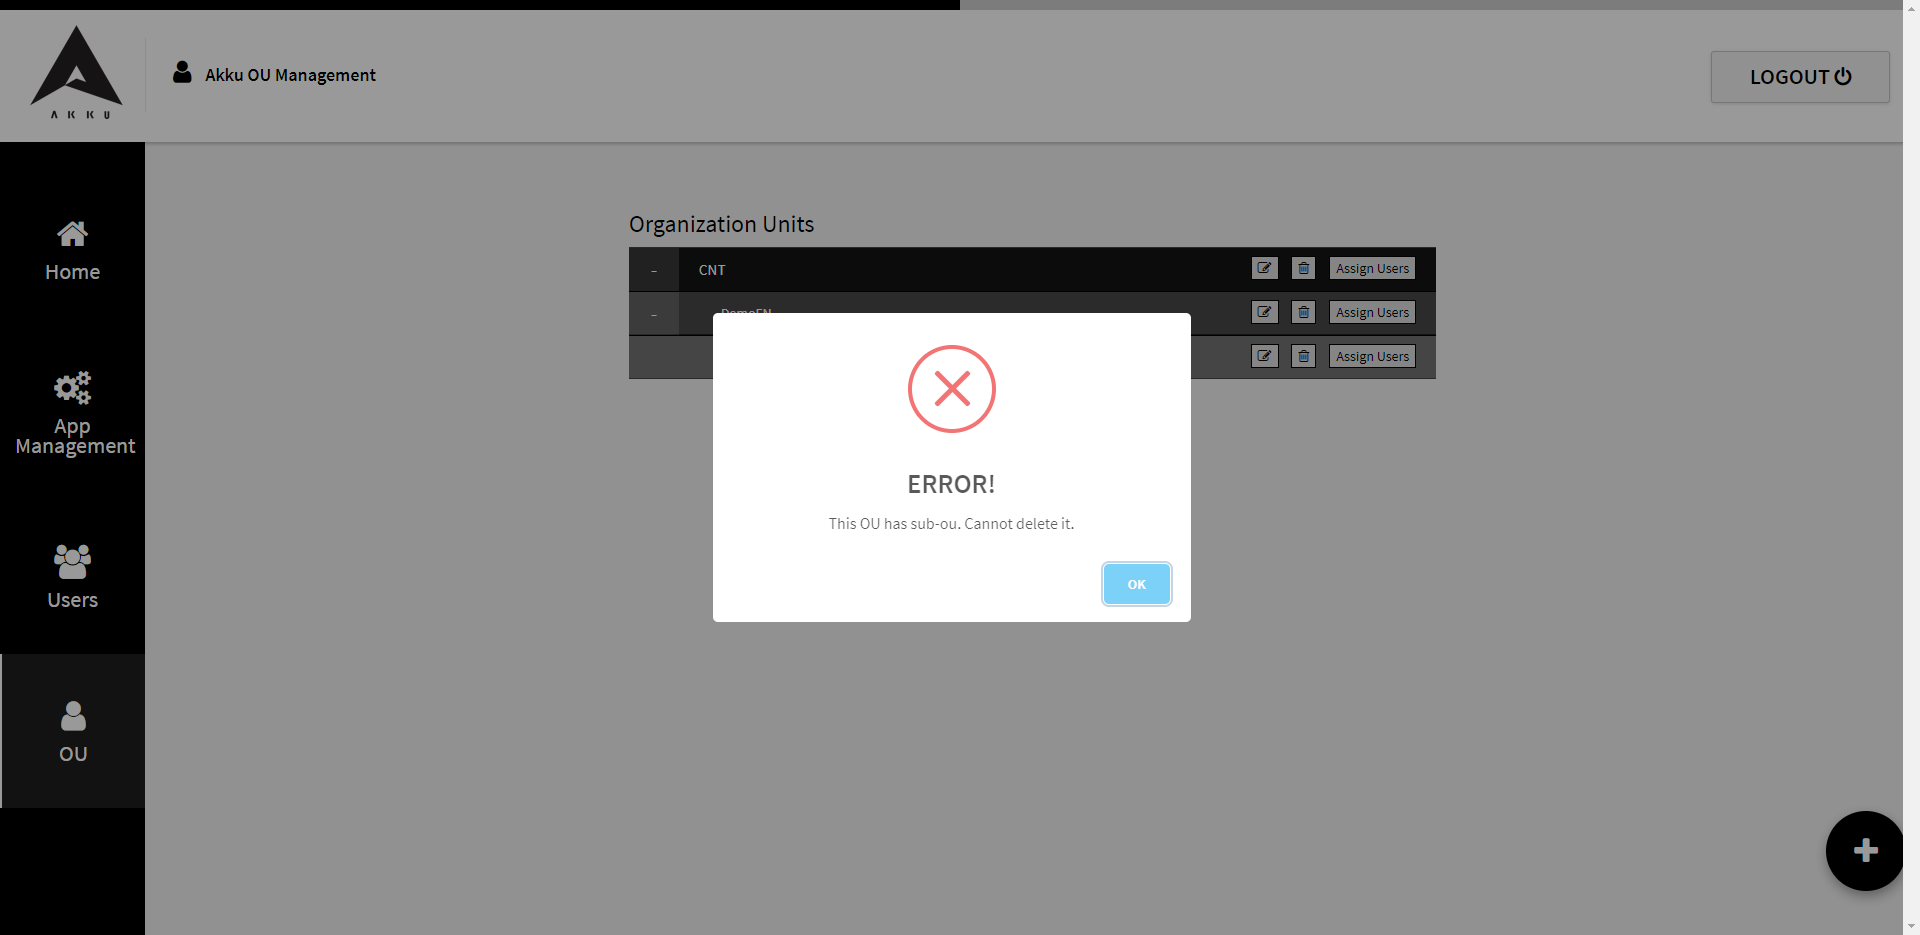 AKKU
Akku OU Management
LOGOUT
Home
App
Management
Users
OU
Organization Units
- CNT Assign Users
- DemoEN Assign Users
Assign Users
ERROR!
This OU has sub-ou. Cannot delete it.
OK